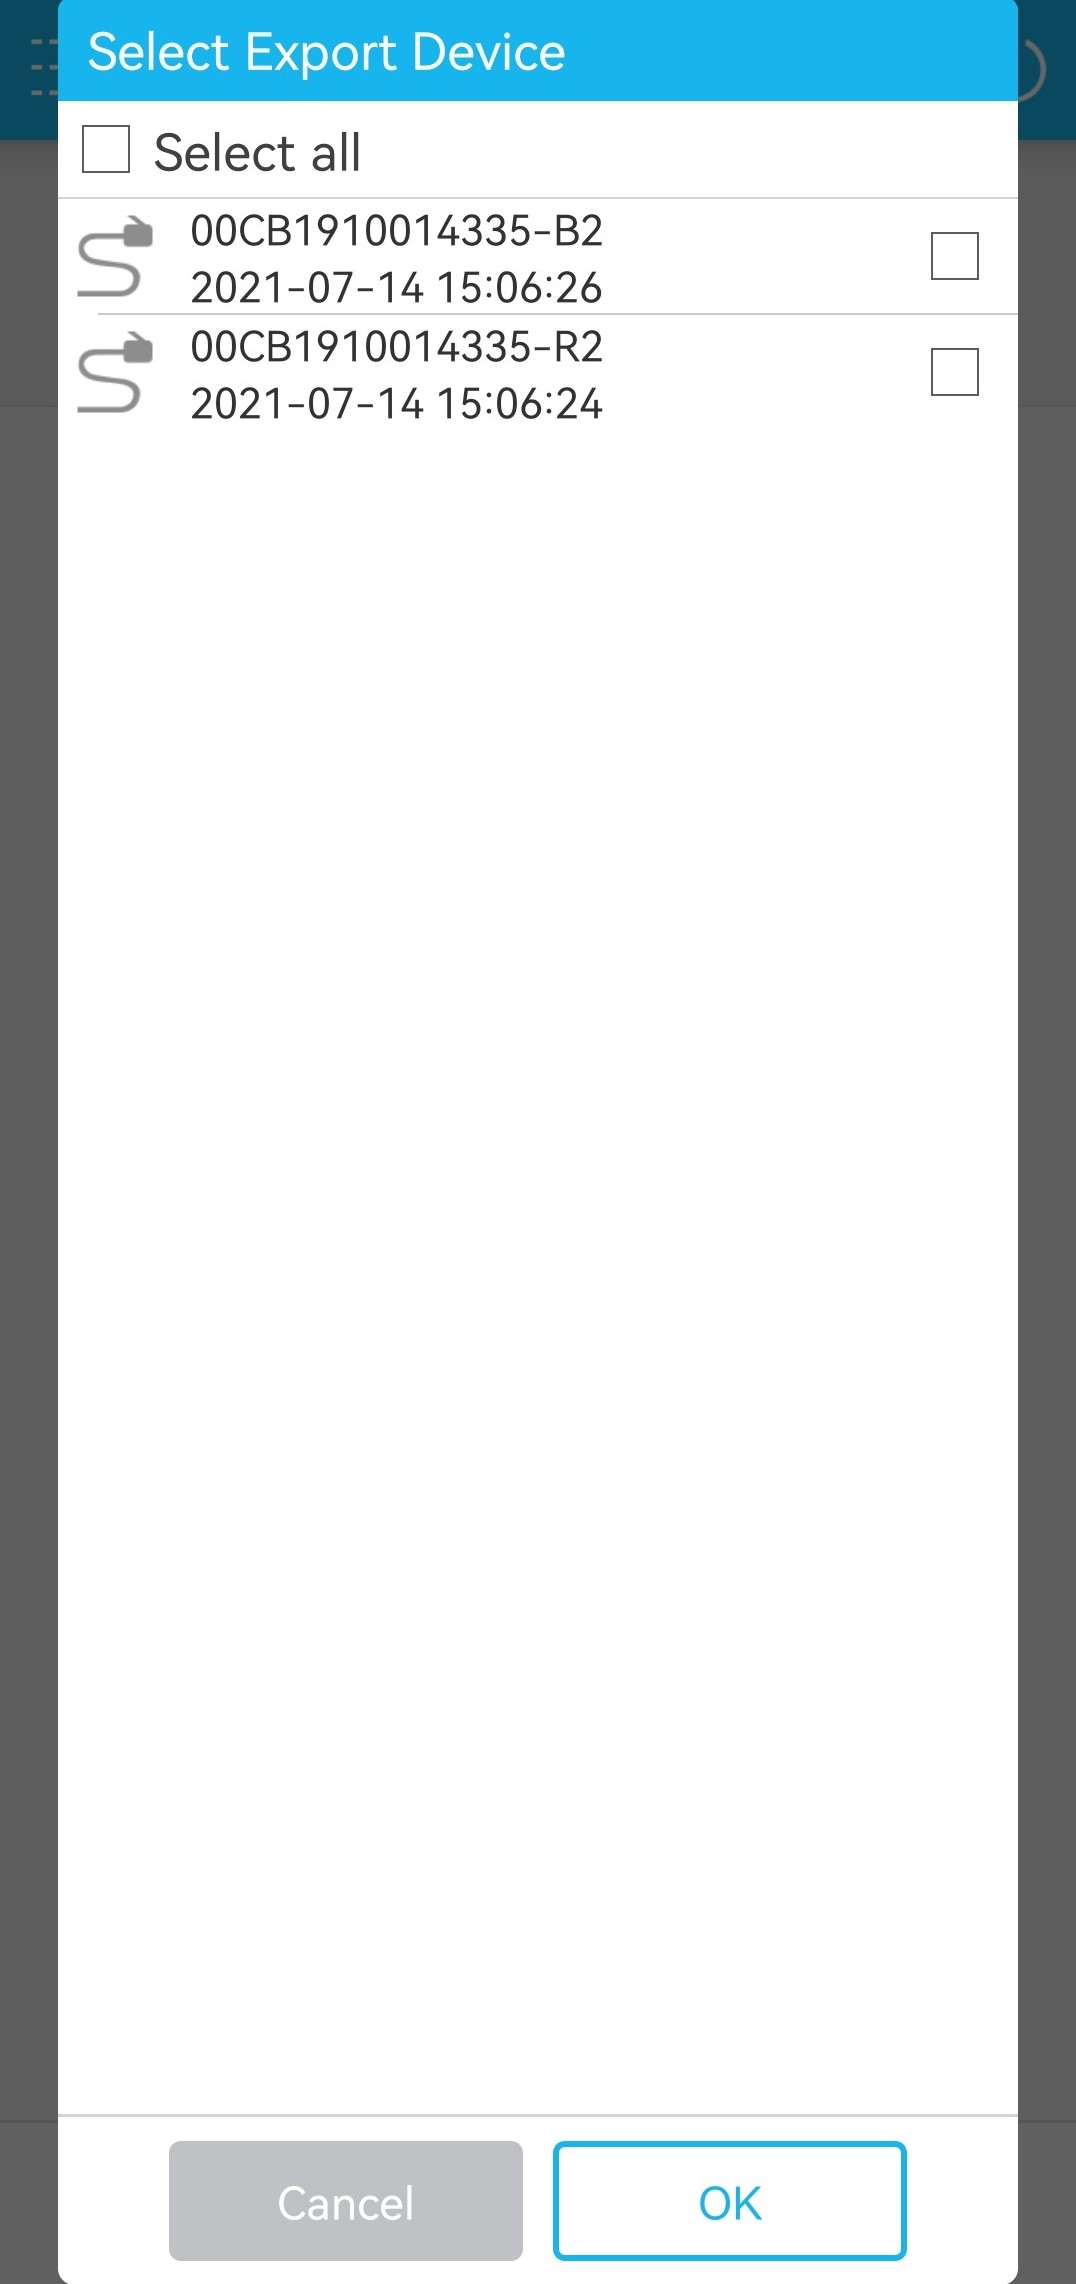 Select Export Device
Select all
00CB1910014335-B2
2021-07-14 15:06:26
00CB1910014335-R2
2021-07-14 15:06:24
Cancel
OK